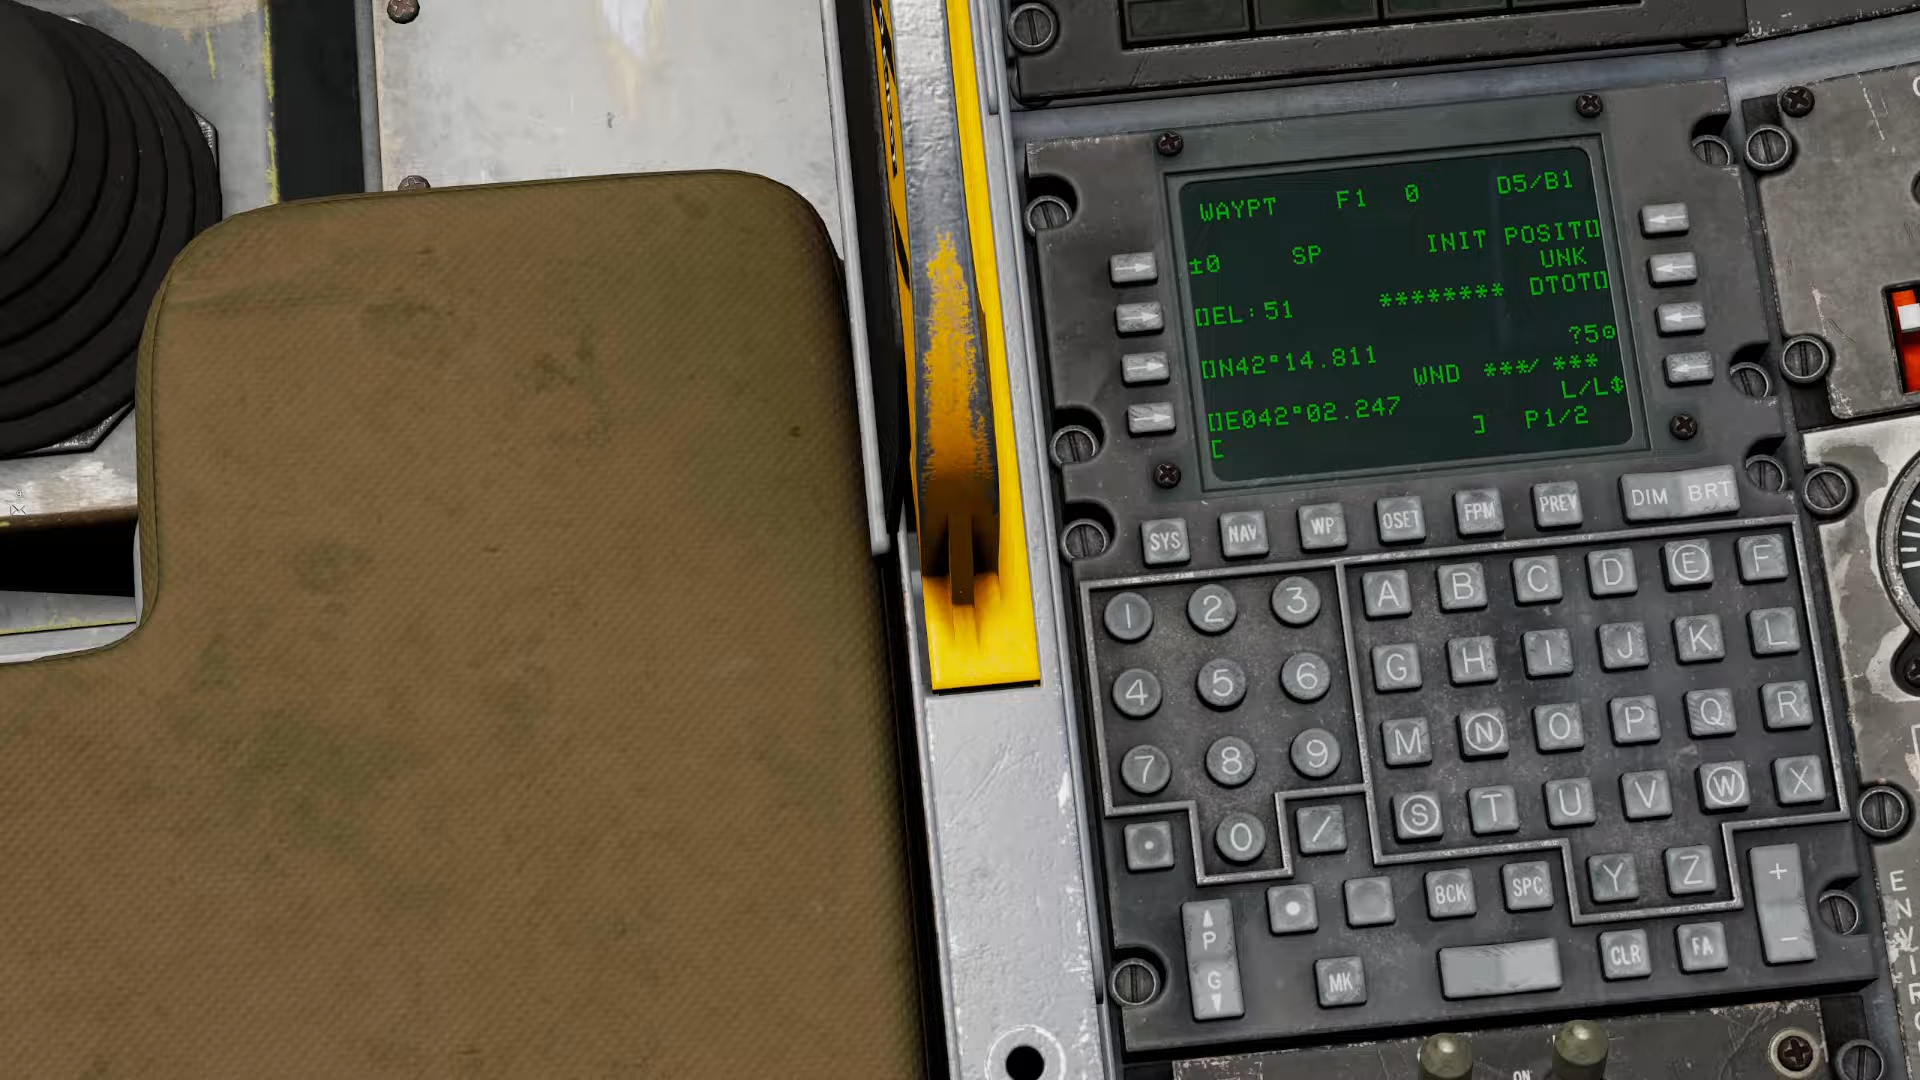 WAYPT F1 0 D5/B1
INIT POSIT[]
±0 SP UNK
DTOT[]
[]EL:51 ********
?5⊙
[]N42°14.811
WND ***/ ***
L/L↕
[]E042°02.247
[ ] P1/2
SYS NAV WP OSET FPM PREV DIM BRT
1 2 3 A B C D E F
4 5 6 G H I J K L
7 8 9 M N O P Q R
0 / S T U V W X
Y Z
BCK SPC + -
P G
MK CLR FA
ON